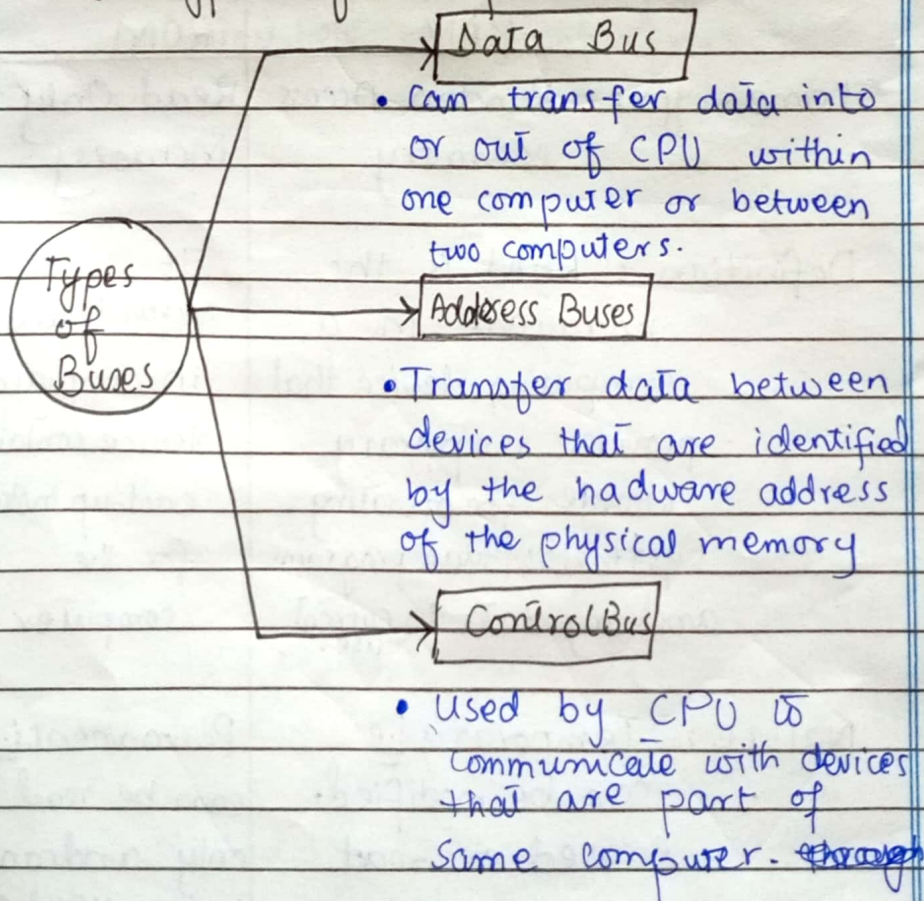 Data Bus
• Can transfer data into
or out of CPU within
one computer or between
two computers.
Types
of
Buses
Address Buses
• Transfer data between
devices that are identified
by the hadware address
of the physical memory
Control Bus
• Used by CPU to
communicate with devices
that are part of
same computer.